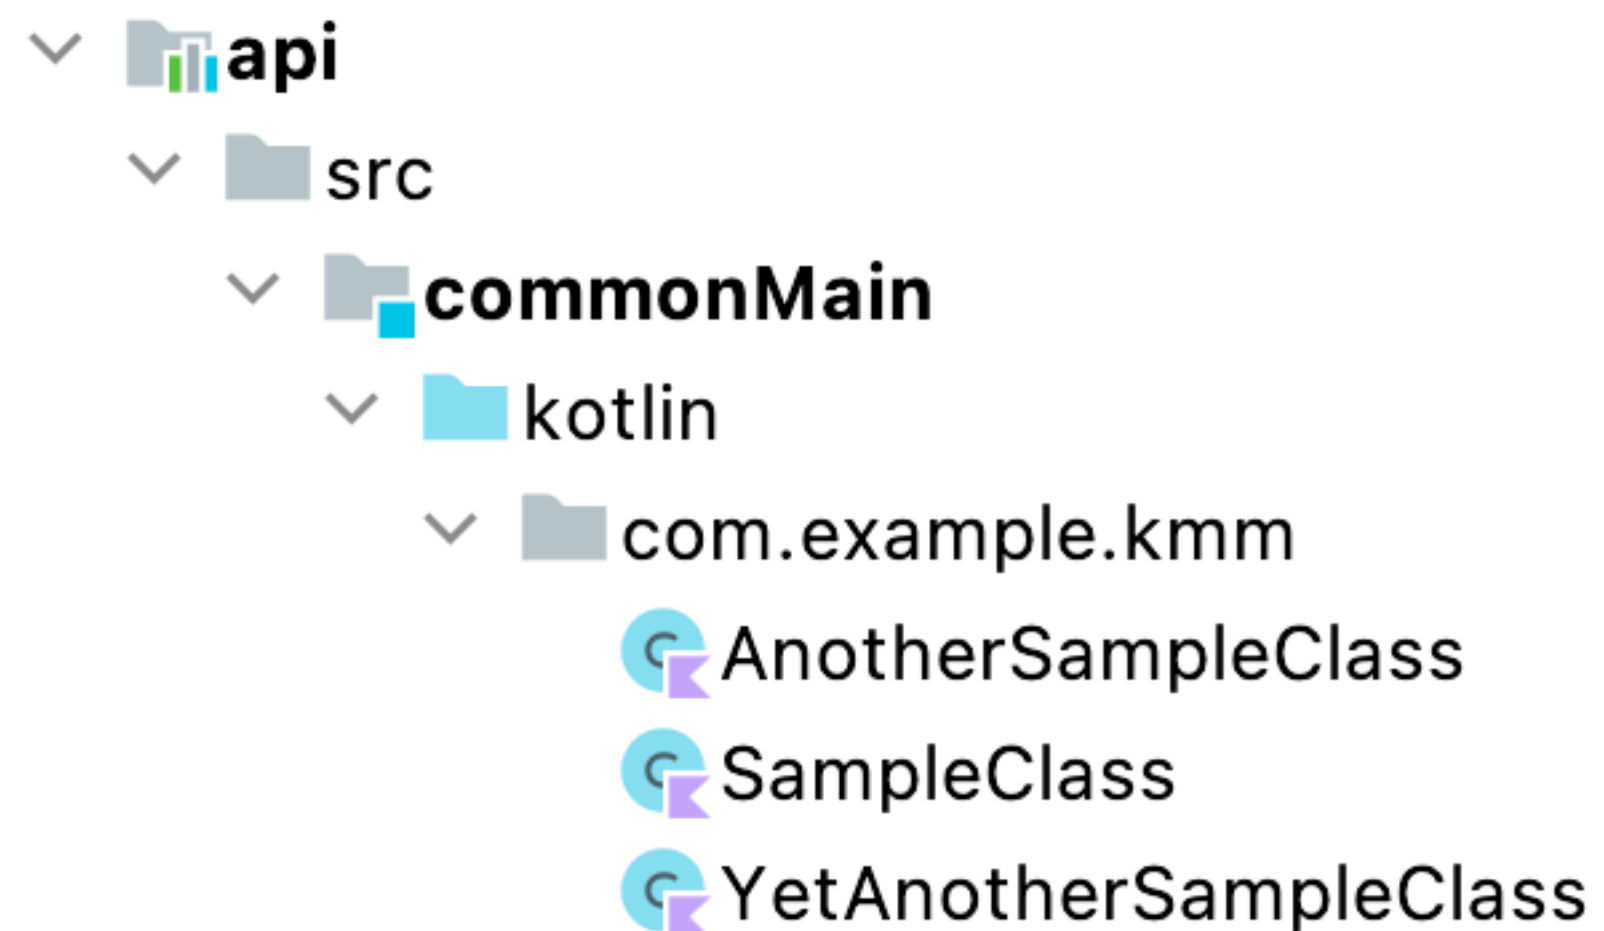 api
src
commonMain
kotlin
com.example.kmm
AnotherSampleClass
SampleClass
YetAnotherSampleClass